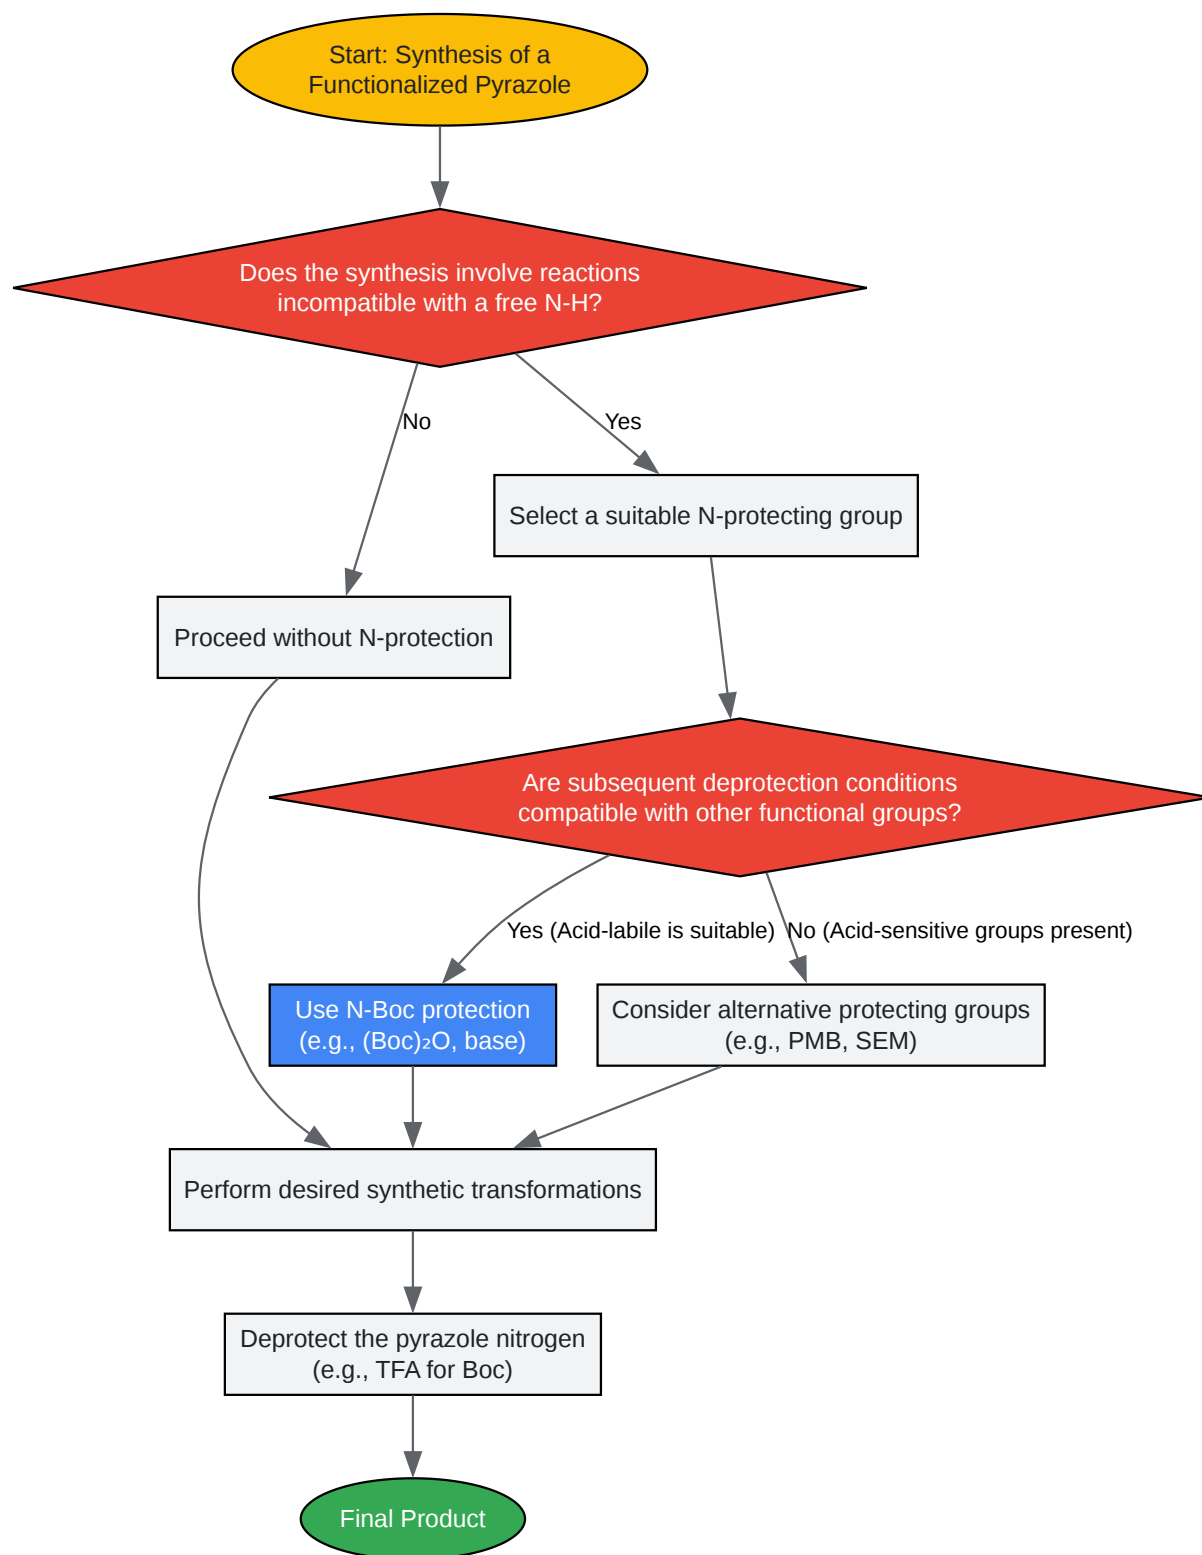 Start: Synthesis of a
Functionalized Pyrazole
Does the synthesis involve reactions
incompatible with a free N-H?
No
Yes
Select a suitable N-protecting group
Proceed without N-protection
Are subsequent deprotection conditions
compatible with other functional groups?
Yes (Acid-labile is suitable)
No (Acid-sensitive groups present)
Use N-Boc protection
(e.g., (Boc)₂O, base)
Consider alternative protecting groups
(e.g., PMB, SEM)
Perform desired synthetic transformations
Deprotect the pyrazole nitrogen
(e.g., TFA for Boc)
Final Product